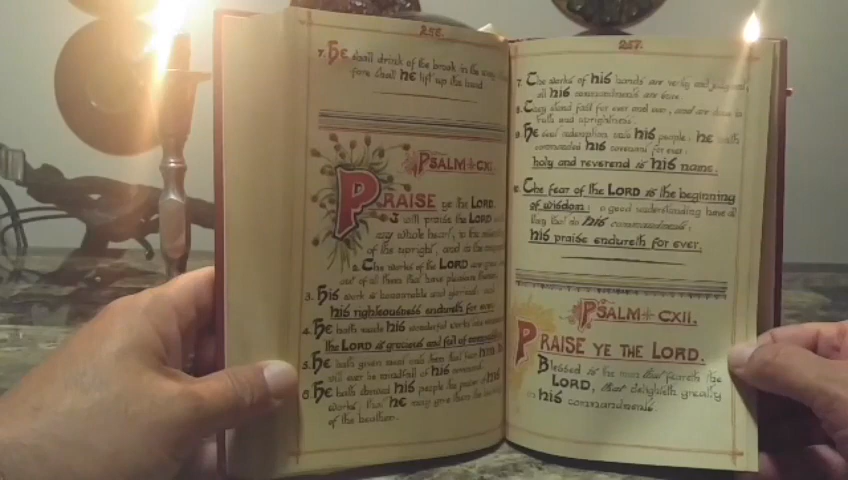 256.
7. He shall drink of the brook in the way: there-
fore shall HE lift up the head.
PSALM CXI.
PRAISE ye the LORD.
I will praise the LORD with
my whole heart, in the assembly
of the upright, and in the
2. The works of the LORD are great,
out of all them that have pleasure therein.
3. His work is honourable and glorious: and
his righteousness endureth for ever.
4. He hath made his wonderful works to be
the LORD is gracious and full of compassion.
5. He hath given meat unto them that fear him: he
will ever be mindful of his covenant.
6. He hath shewed his people the power of his
works, that HE may give them the
of the heathen.
257.
7. The works of his hands are verity and judgment;
all his commandments are sure.
8. They stand fast for ever and ever, and are done in
truth and uprightness.
9. He sent redemption unto his people: he hath
commanded his covenant for ever:
holy and reverend is his name.
The fear of the LORD is the beginning
of wisdom: a good understanding have all
they that do his commandments:
his praise endureth for ever.
PSALM CXII.
PRAISE YE THE LORD.
Blessed is the man that feareth the
LORD, that delighteth greatly
in his commandments.